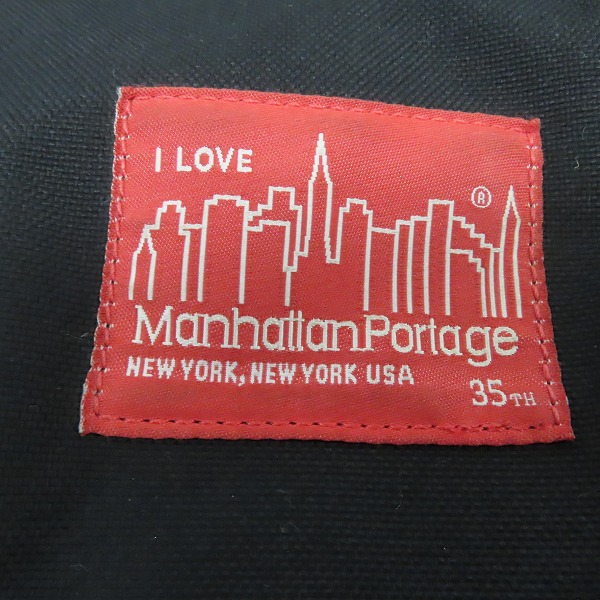 I LOVE
®
ManhattanPortage
NEW YORK, NEW YORK USA
35TH